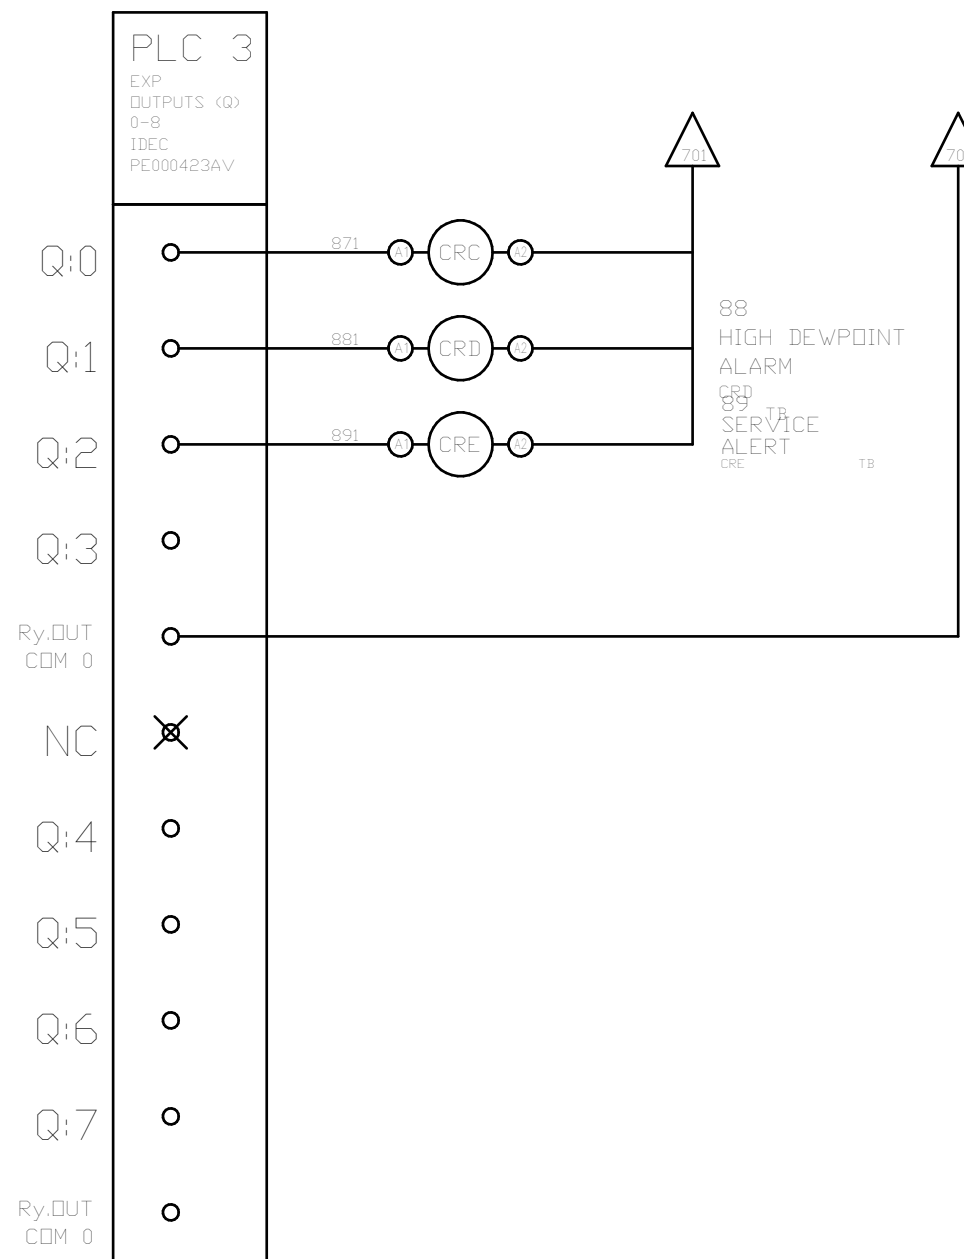 PLC 3
EXP
OUTPUTS (Q)
0-8
IDEC
PE000423AV
701
Q:0
871
A1
CRC
A2
Q:1
881
A1
CRD
A2
88
HIGH DEWPOINT
ALARM
CRD
TB
Q:2
891
A1
CRE
A2
89
SERVICE
ALERT
CRE TB
Q:3
Ry.OUT
COM 0
NC
Q:4
Q:5
Q:6
Q:7
Ry.OUT
COM 0